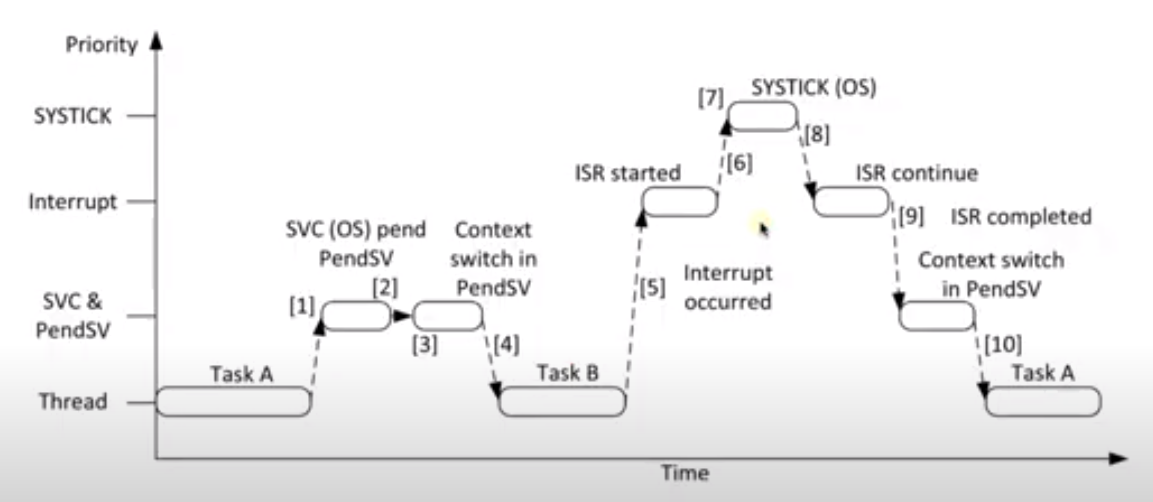 Priority
SYSTICK
Interrupt
SVC &
PendSV
Thread
Task A
[1]
SVC (OS) pend
PendSV
[2]
[3]
Context
switch in
PendSV
[4]
Task B
[5]
Interrupt
occurred
ISR started
[6]
[7]
SYSTICK (OS)
[8]
ISR continue
[9]
ISR completed
Context switch
in PendSV
[10]
Task A
Time